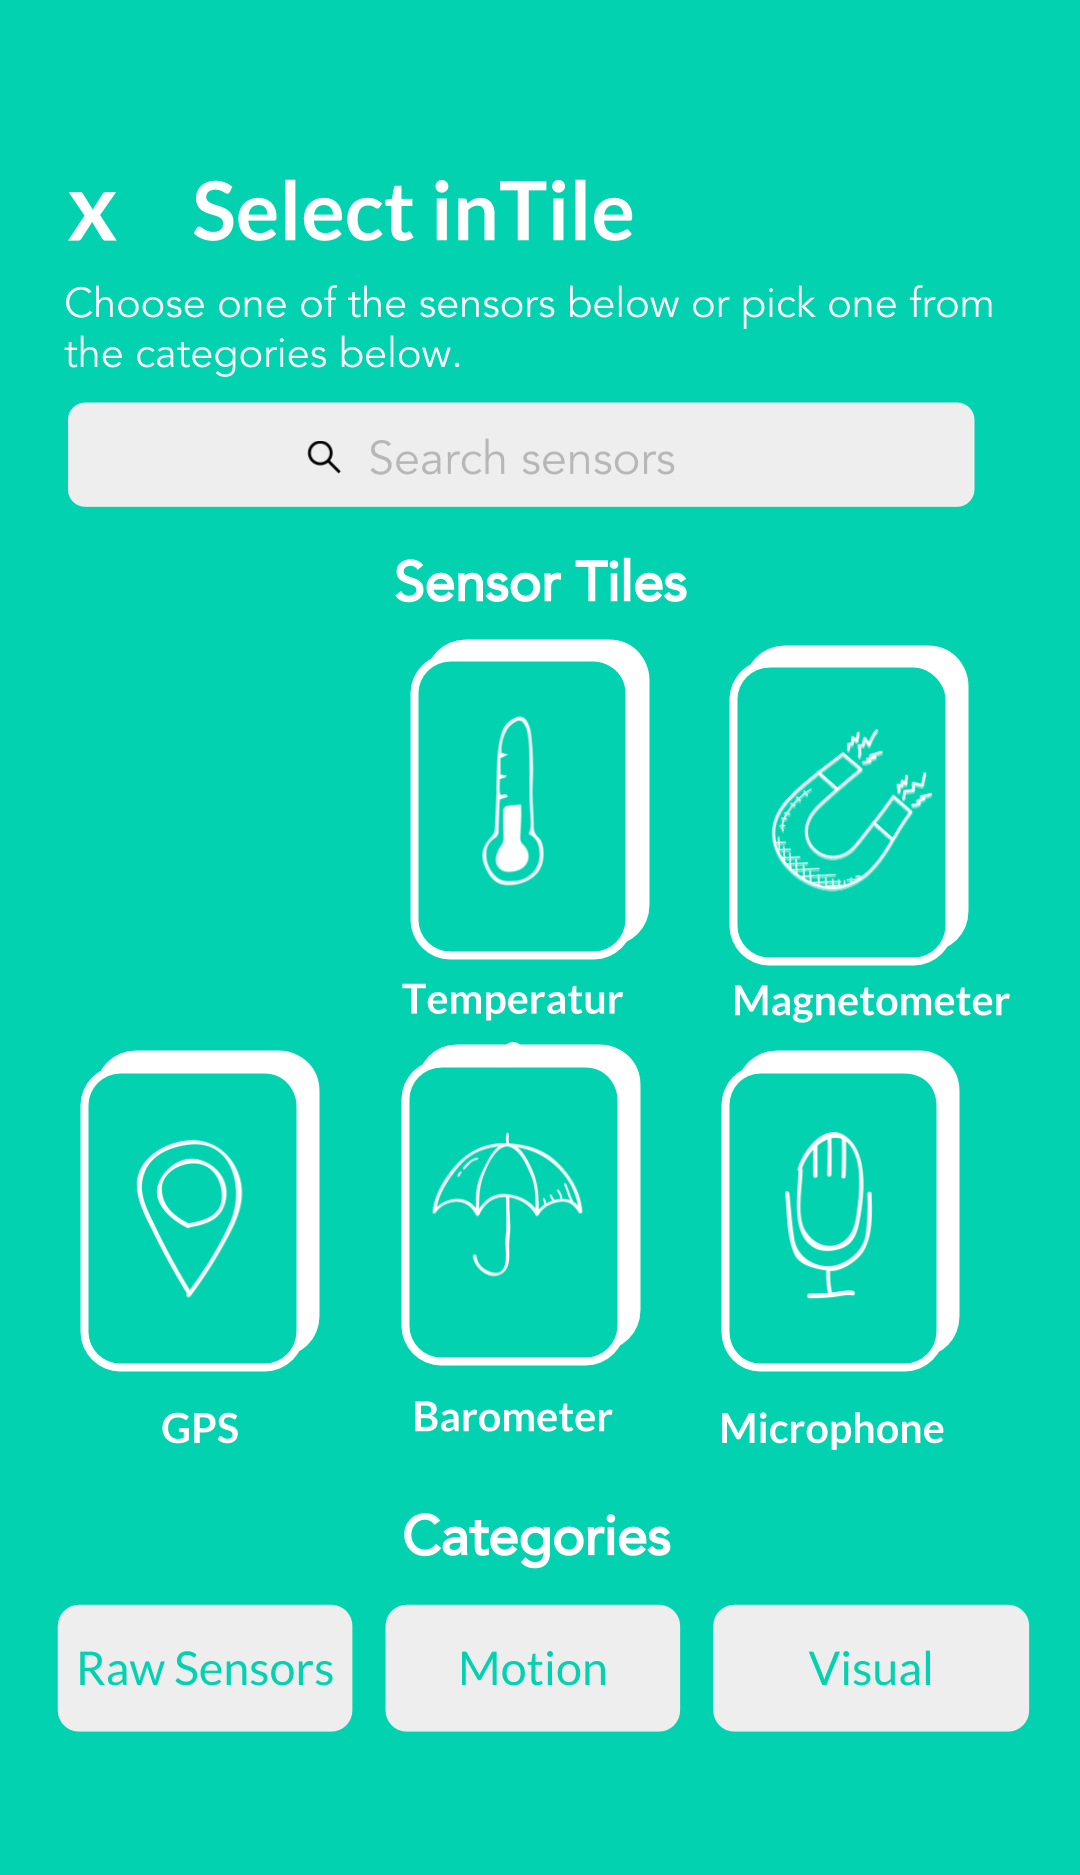 x Select inTile
Choose one of the sensors below or pick one from
the categories below.
Search sensors
Sensor Tiles
Temperatur
Magnetometer
GPS
Barometer
Microphone
Categories
Raw Sensors
Motion
Visual